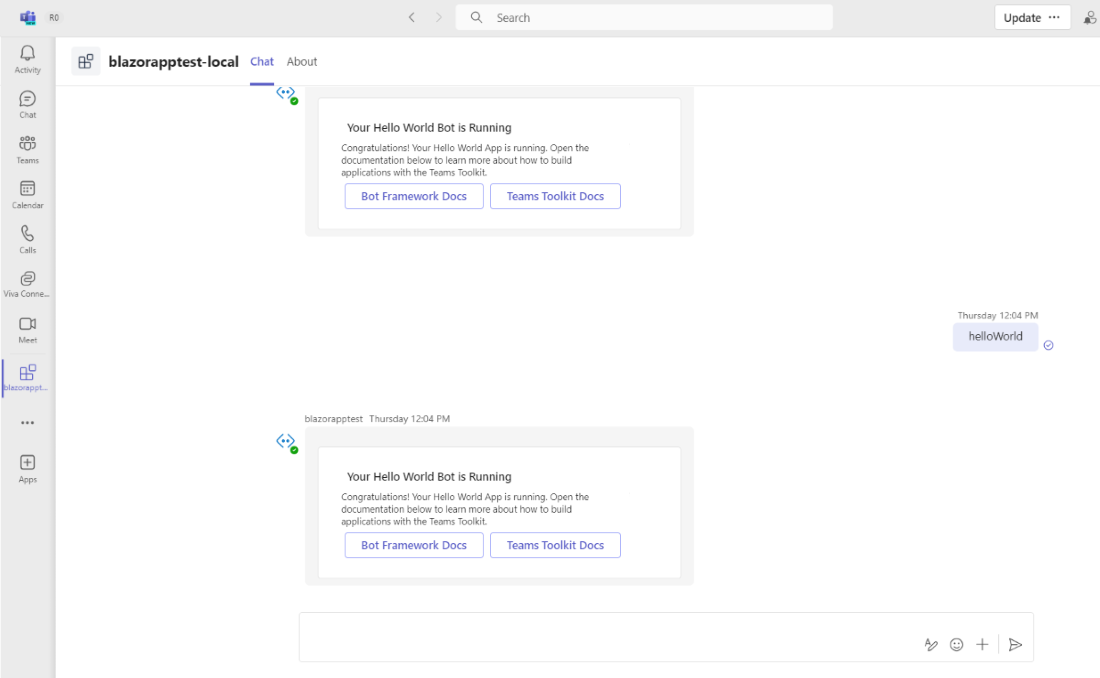 R0
Search
Update
Activity
Chat
Teams
Calendar
Calls
Viva Conne...
Meet
blazorappt...
Apps
blazorapptest-local Chat About
Your Hello World Bot is Running
Congratulations! Your Hello World App is running. Open the
documentation below to learn more about how to build
applications with the Teams Toolkit.
Bot Framework Docs Teams Toolkit Docs
Thursday 12:04 PM
helloWorld
blazorapptest Thursday 12:04 PM
Your Hello World Bot is Running
Congratulations! Your Hello World App is running. Open the
documentation below to learn more about how to build
applications with the Teams Toolkit.
Bot Framework Docs Teams Toolkit Docs